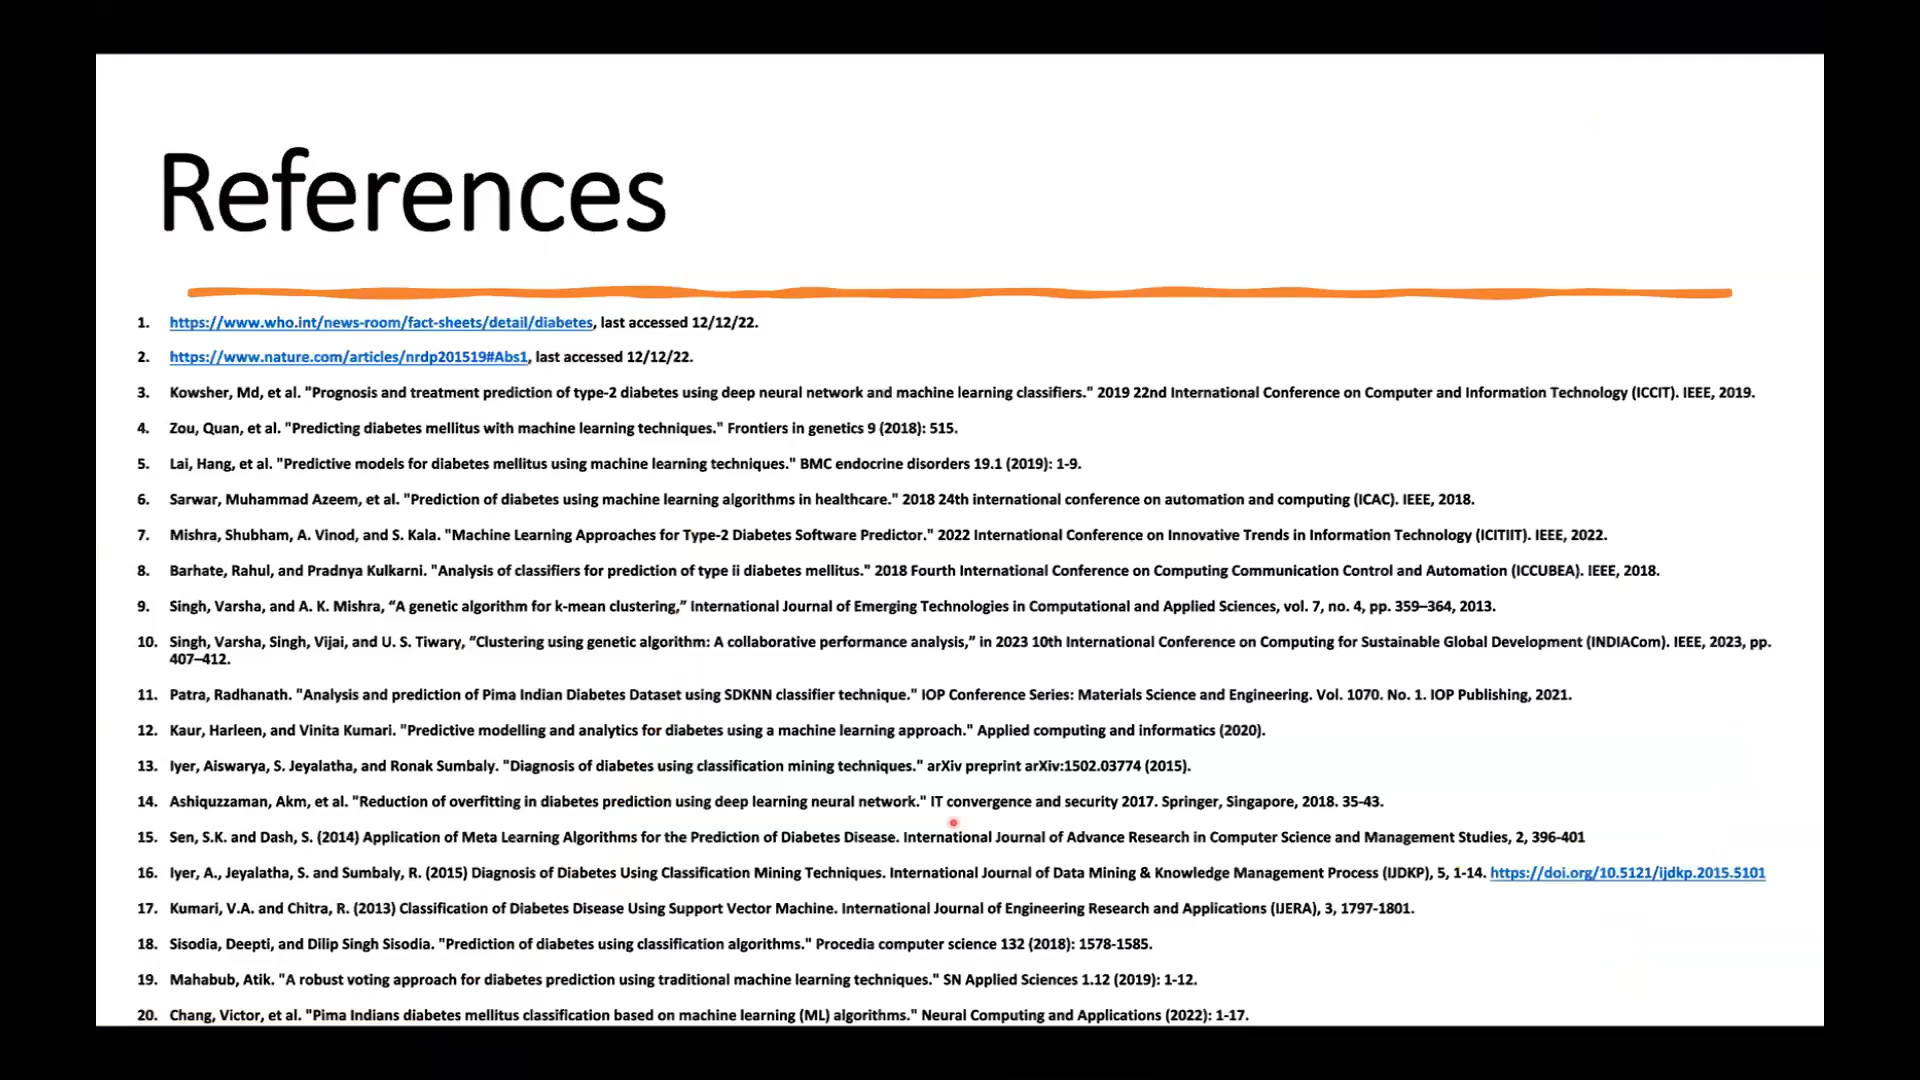 References
1. https://www.who.int/news-room/fact-sheets/detail/diabetes, last accessed 12/12/22.
2. https://www.nature.com/articles/nrdp201519#Abs1, last accessed 12/12/22.
3. Kowsher, Md, et al. "Prognosis and treatment prediction of type-2 diabetes using deep neural network and machine learning classifiers." 2019 22nd International Conference on Computer and Information Technology (ICCIT). IEEE, 2019.
4. Zou, Quan, et al. "Predicting diabetes mellitus with machine learning techniques." Frontiers in genetics 9 (2018): 515.
5. Lai, Hang, et al. "Predictive models for diabetes mellitus using machine learning techniques." BMC endocrine disorders 19.1 (2019): 1-9.
6. Sarwar, Muhammad Azeem, et al. "Prediction of diabetes using machine learning algorithms in healthcare." 2018 24th international conference on automation and computing (ICAC). IEEE, 2018.
7. Mishra, Shubham, A. Vinod, and S. Kala. "Machine Learning Approaches for Type-2 Diabetes Software Predictor." 2022 International Conference on Innovative Trends in Information Technology (ICITIIT). IEEE, 2022.
8. Barhate, Rahul, and Pradnya Kulkarni. "Analysis of classifiers for prediction of type ii diabetes mellitus." 2018 Fourth International Conference on Computing Communication Control and Automation (ICCUBEA). IEEE, 2018.
9. Singh, Varsha, and A. K. Mishra, “A genetic algorithm for k-mean clustering,” International Journal of Emerging Technologies in Computational and Applied Sciences, vol. 7, no. 4, pp. 359–364, 2013.
10. Singh, Varsha, Singh, Vijai, and U. S. Tiwary, “Clustering using genetic algorithm: A collaborative performance analysis,” in 2023 10th International Conference on Computing for Sustainable Global Development (INDIACom). IEEE, 2023, pp.
407–412.
11. Patra, Radhanath. "Analysis and prediction of Pima Indian Diabetes Dataset using SDKNN classifier technique." IOP Conference Series: Materials Science and Engineering. Vol. 1070. No. 1. IOP Publishing, 2021.
12. Kaur, Harleen, and Vinita Kumari. "Predictive modelling and analytics for diabetes using a machine learning approach." Applied computing and informatics (2020).
13. Iyer, Aiswarya, S. Jeyalatha, and Ronak Sumbaly. "Diagnosis of diabetes using classification mining techniques." arXiv preprint arXiv:1502.03774 (2015).
14. Ashiquzzaman, Akm, et al. "Reduction of overfitting in diabetes prediction using deep learning neural network." IT convergence and security 2017. Springer, Singapore, 2018. 35-43.
15. Sen, S.K. and Dash, S. (2014) Application of Meta Learning Algorithms for the Prediction of Diabetes Disease. International Journal of Advance Research in Computer Science and Management Studies, 2, 396-401
16. Iyer, A., Jeyalatha, S. and Sumbaly, R. (2015) Diagnosis of Diabetes Using Classification Mining Techniques. International Journal of Data Mining & Knowledge Management Process (IJDKP), 5, 1-14. https://doi.org/10.5121/ijdkp.2015.5101
17. Kumari, V.A. and Chitra, R. (2013) Classification of Diabetes Disease Using Support Vector Machine. International Journal of Engineering Research and Applications (IJERA), 3, 1797-1801.
18. Sisodia, Deepti, and Dilip Singh Sisodia. "Prediction of diabetes using classification algorithms." Procedia computer science 132 (2018): 1578-1585.
19. Mahabub, Atik. "A robust voting approach for diabetes prediction using traditional machine learning techniques." SN Applied Sciences 1.12 (2019): 1-12.
20. Chang, Victor, et al. "Pima Indians diabetes mellitus classification based on machine learning (ML) algorithms." Neural Computing and Applications (2022): 1-17.